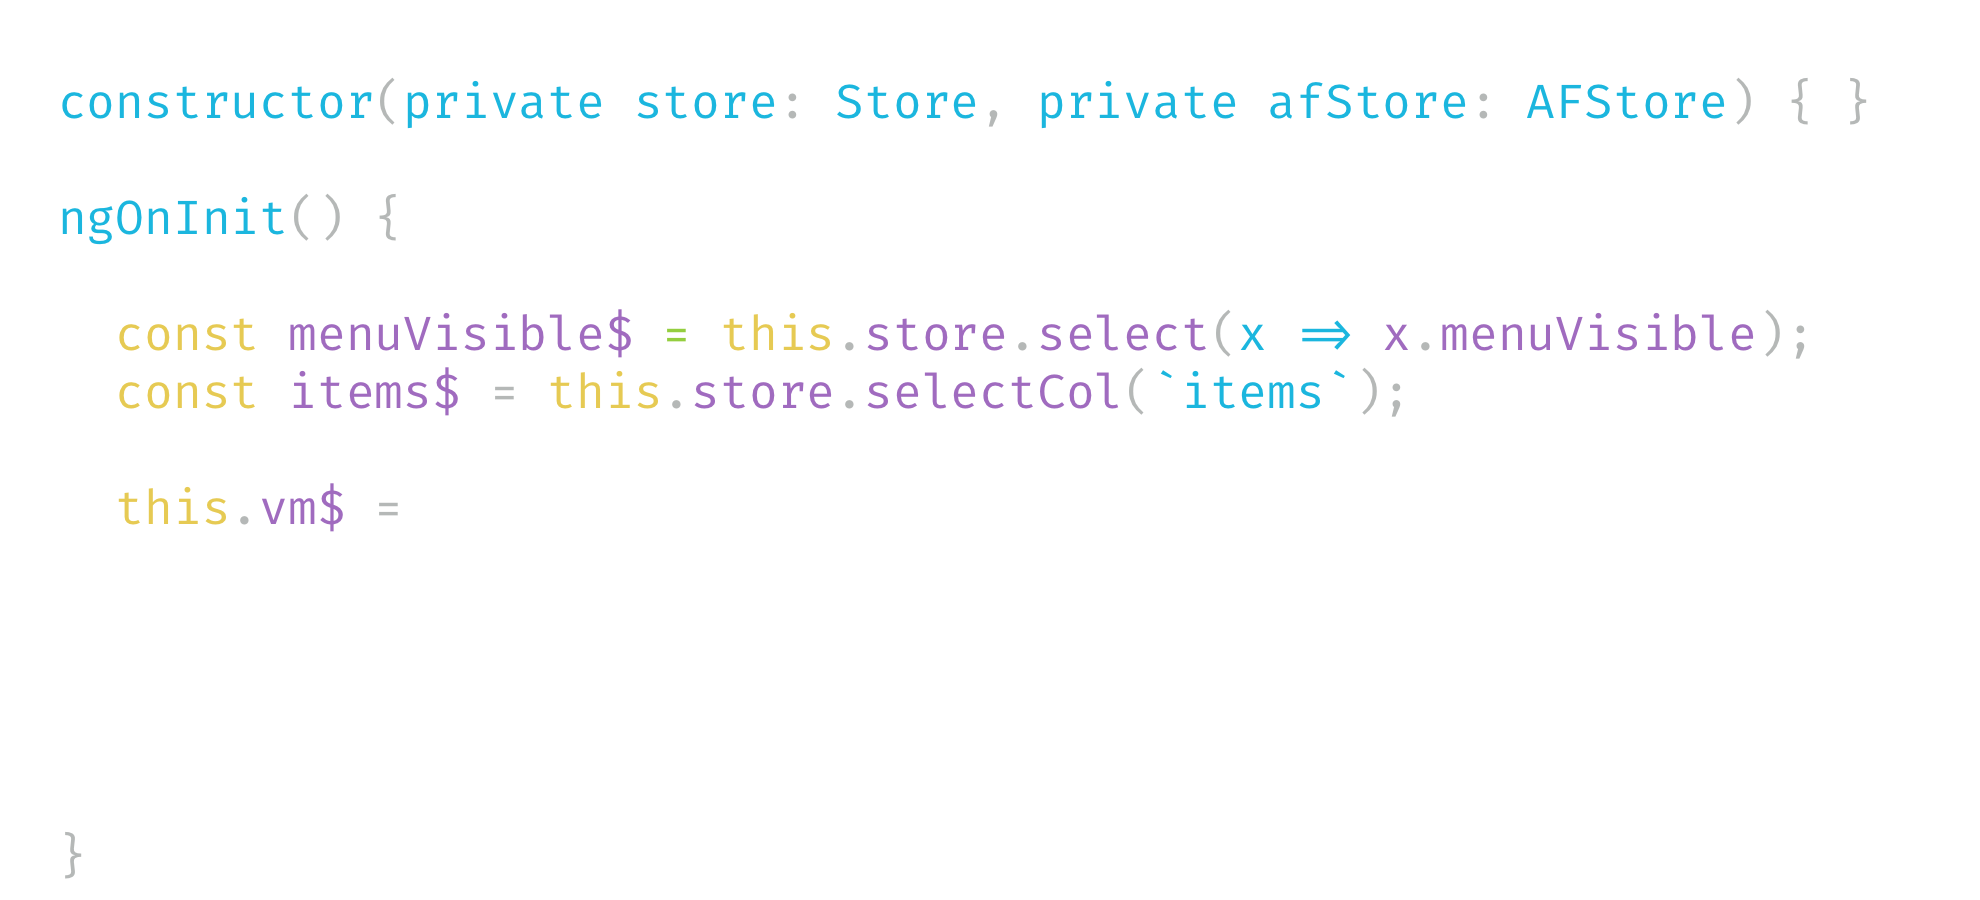 constructor(private store: Store, private afStore: AFStore) { }
ngOnInit() {
const menuVisible$ = this.store.select(x => x.menuVisible);
const items$ = this.store.selectCol(`items`);
this.vm$ =
}